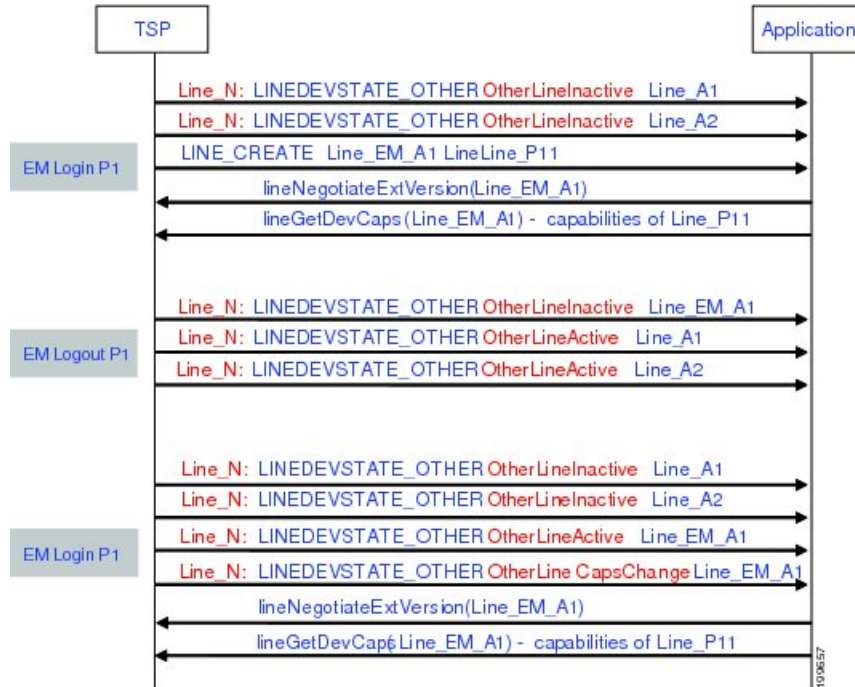 TSP
Application
Line_N: LINEDEVSTATE_OTHER OtherLineInactive Line_A1
Line_N: LINEDEVSTATE_OTHER OtherLineInactive Line_A2
EM Login P1
LINE_CREATE Line_EM_A1 LineLine_P11
lineNegotiateExtVersion(Line_EM_A1)
lineGetDevCaps (Line_EM_A1) - capabilities of Line_P11
Line_N: LINEDEVSTATE_OTHER OtherLineInactive Line_EM_A1
EM Logout P1
Line_N: LINEDEVSTATE_OTHER OtherLineActive Line_A1
Line_N: LINEDEVSTATE_OTHER OtherLineActive Line_A2
Line_N: LINEDEVSTATE_OTHER OtherLineInactive Line_A1
Line_N: LINEDEVSTATE_OTHER OtherLineInactive Line_A2
EM Login P1
Line_N: LINEDEVSTATE_OTHER OtherLineActive Line_EM_A1
Line_N: LINEDEVSTATE_OTHER OtherLine CapsChange Line_EM_A1
lineNegotiateExtVersion(Line_EM_A1)
lineGetDevCaps( Line_EM_A1) - capabilities of Line_P11
199657